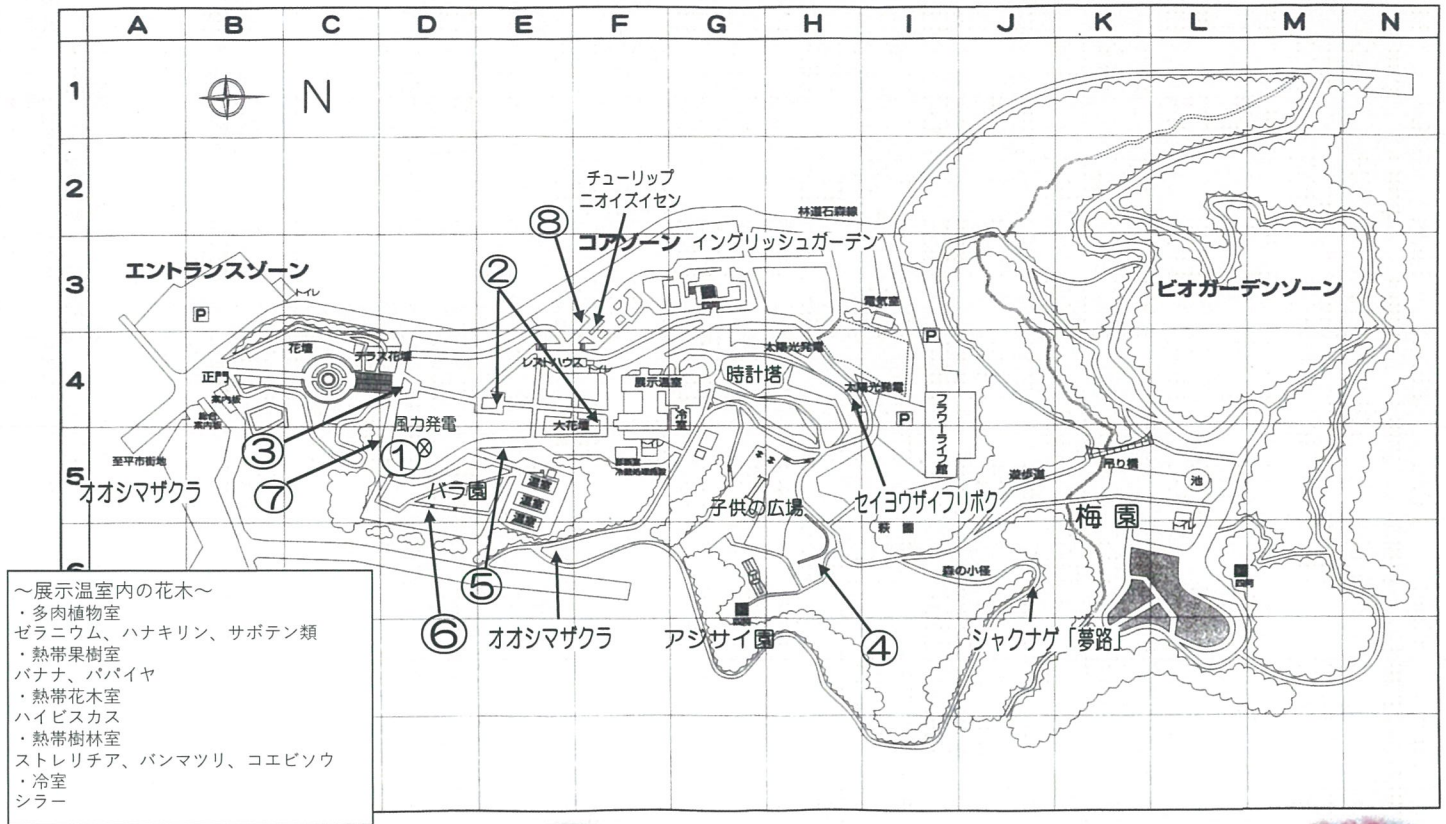 A B C D E F G H I J K L M N
1
N
2
チューリップ
ニオイズイセン
林道石森線
⑧
コアゾーン イングリッシュガーデン
エントランスゾーン
②
3
トイレ
P
電気室
ビオガーデンゾーン
P
花壇
テラス花壇
レストハウス
トイレ
太陽光発電
4
正門
展示温室
時計塔
太陽光発電
案内板
総合
案内板
冷室
フラワーライフ館
P
風力発電
大花壇
③
①
吊り橋
至平市街地
5
オオシマザクラ
⑦
バラ園
温室
温室
温室
子供の広場
セイヨウザイフリボク
遊歩道
池
萩園
梅園
トイレ
6
⑤
森の小径
⑥
オオシマザクラ
アジサイ園
④
シャクナゲ「夢路」
～展示温室内の花木～
・多肉植物室
ゼラニウム、ハナキリン、サボテン類
・熱帯果樹室
バナナ、パパイヤ
・熱帯花木室
ハイビスカス
・熱帯樹林室
ストレリチア、バンマツリ、コエビソウ
・冷室
シラー